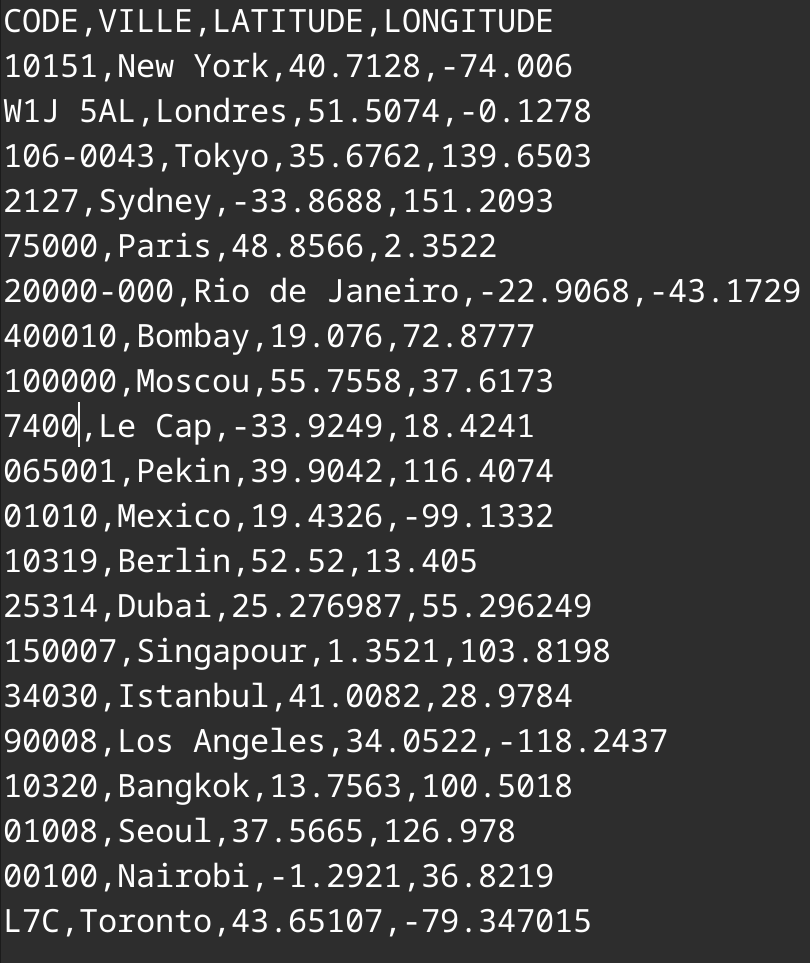 CODE,VILLE,LATITUDE,LONGITUDE
10151,New York,40.7128,-74.006
W1J 5AL,Londres,51.5074,-0.1278
106-0043,Tokyo,35.6762,139.6503
2127,Sydney,-33.8688,151.2093
75000,Paris,48.8566,2.3522
20000-000,Rio de Janeiro,-22.9068,-43.1729
400010,Bombay,19.076,72.8777
100000,Moscou,55.7558,37.6173
7400,Le Cap,-33.9249,18.4241
065001,Pekin,39.9042,116.4074
01010,Mexico,19.4326,-99.1332
10319,Berlin,52.52,13.405
25314,Dubai,25.276987,55.296249
150007,Singapour,1.3521,103.8198
34030,Istanbul,41.0082,28.9784
90008,Los Angeles,34.0522,-118.2437
10320,Bangkok,13.7563,100.5018
01008,Seoul,37.5665,126.978
00100,Nairobi,-1.2921,36.8219
L7C,Toronto,43.65107,-79.347015